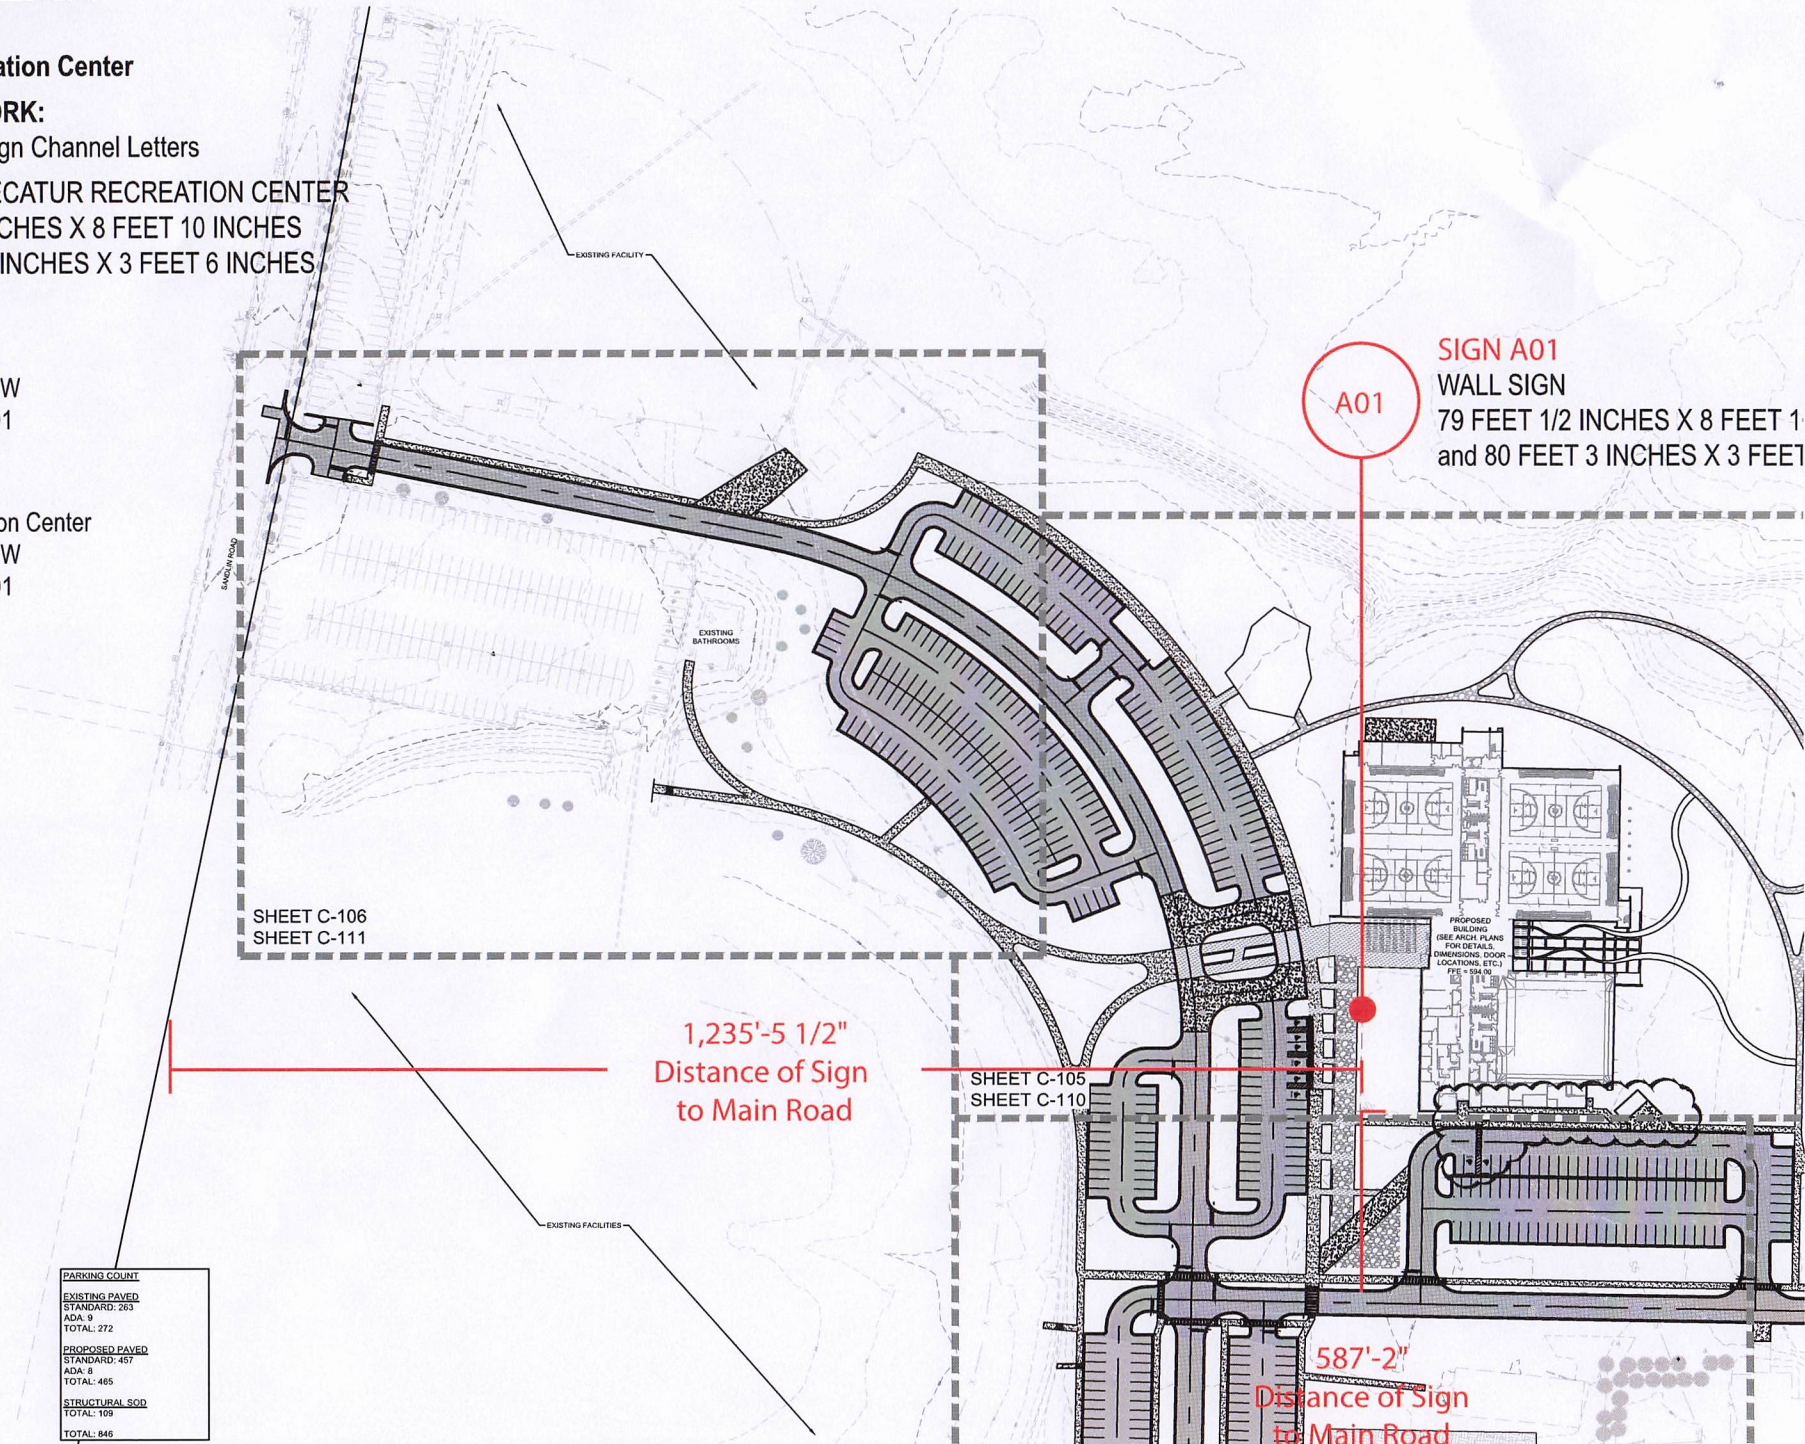 ation Center
ORK:
gn Channel Letters
ECATUR RECREATION CENTER
CHES X 8 FEET 10 INCHES
INCHES X 3 FEET 6 INCHES
W
on Center
W
EXISTING FACILITY
A01
SIGN A01
WALL SIGN
79 FEET 1/2 INCHES X 8 FEET 1
and 80 FEET 3 INCHES X 3 FEET
SANDLIN ROAD
EXISTING
BATHROOMS
SHEET C-106
SHEET C-111
PROPOSED
BUILDING
(SEE ARCH. PLANS
FOR DETAILS,
DIMENSIONS, DOOR
LOCATIONS, ETC.)
FFE = 594.00
1,235'-5 1/2"
Distance of Sign
to Main Road
SHEET C-105
SHEET C-110
EXISTING FACILITIES
PARKING COUNT
EXISTING PAVED
STANDARD: 263
ADA: 9
TOTAL: 272
PROPOSED PAVED
STANDARD: 457
ADA: 8
TOTAL: 465
STRUCTURAL SOD
TOTAL: 109
TOTAL: 846
587'-2"
Distance of Sign
to Main Road